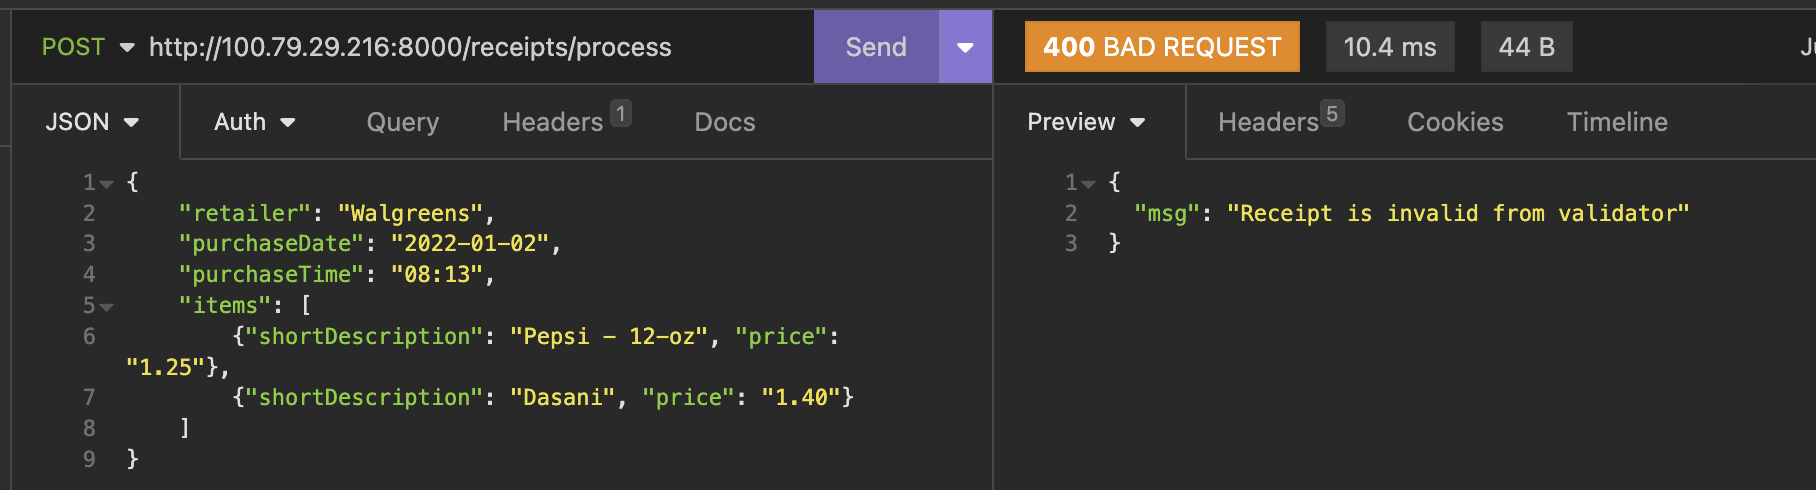 POST http://100.79.29.216:8000/receipts/process Send 400 BAD REQUEST 10.4 ms 44 B
JSON Auth Query Headers 1 Docs
Preview Headers 5 Cookies Timeline
1 {
2 "retailer": "Walgreens",
3 "purchaseDate": "2022-01-02",
4 "purchaseTime": "08:13",
5 "items": [
6 {"shortDescription": "Pepsi - 12-oz", "price":
"1.25"},
7 {"shortDescription": "Dasani", "price": "1.40"}
8 ]
9 }
1 {
2 "msg": "Receipt is invalid from validator"
3 }